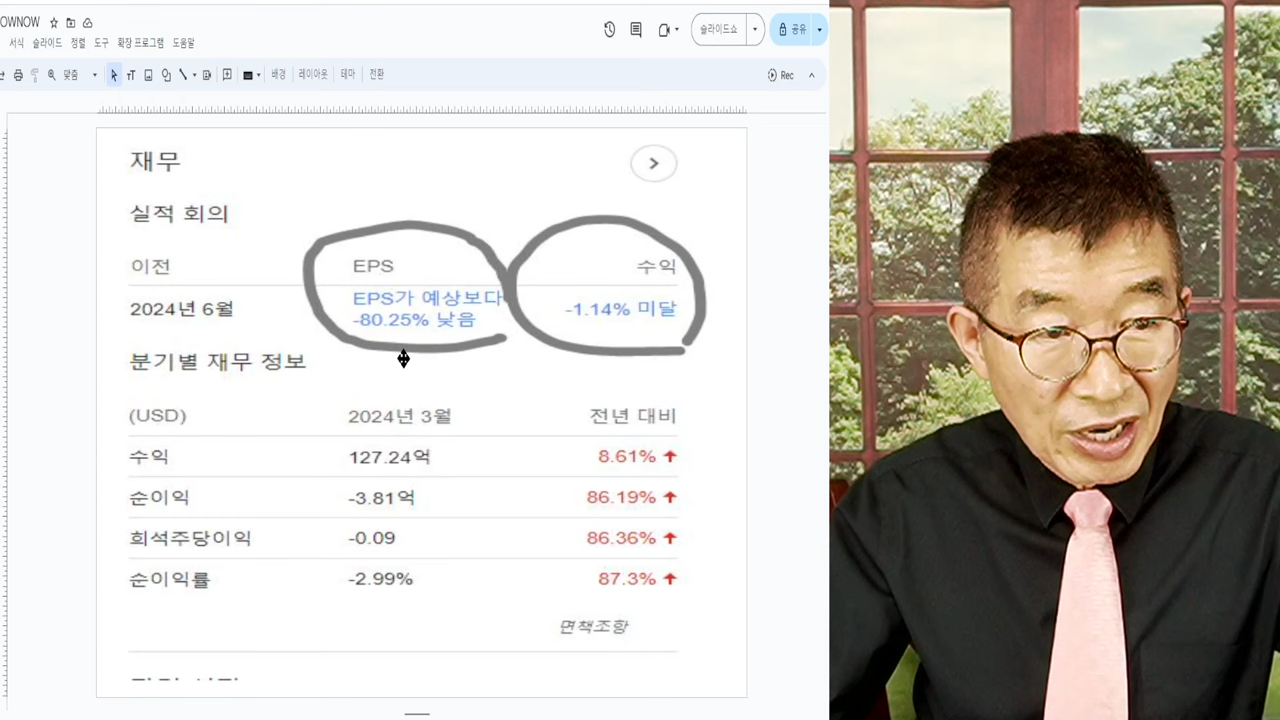 OWNOW
서식 슬라이드 정렬 도구 확장 프로그램 도움말
슬라이드쇼
공유
맞춤
배경 레이아웃 테마 전환
Rec
재무
실적 회의
이전 EPS 수익
2024년 6월 EPS가 예상보다 -80.25% 낮음 -1.14% 미달
분기별 재무 정보
(USD) 2024년 3월 전년 대비
수익 127.24억 8.61%
순이익 -3.81억 86.19%
희석주당이익 -0.09 86.36%
순이익률 -2.99% 87.3%
면책조항